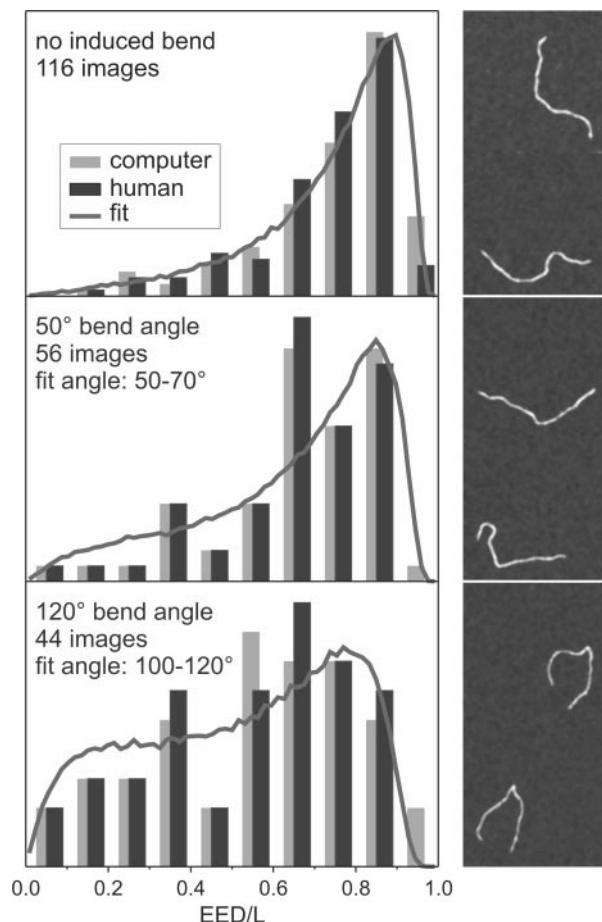 no induced bend
116 images
computer
human
fit
50° bend angle
56 images
fit angle: 50-70°
120° bend angle
44 images
fit angle: 100-120°
0.0 0.2 0.4 0.6 0.8 1.0
EED/L